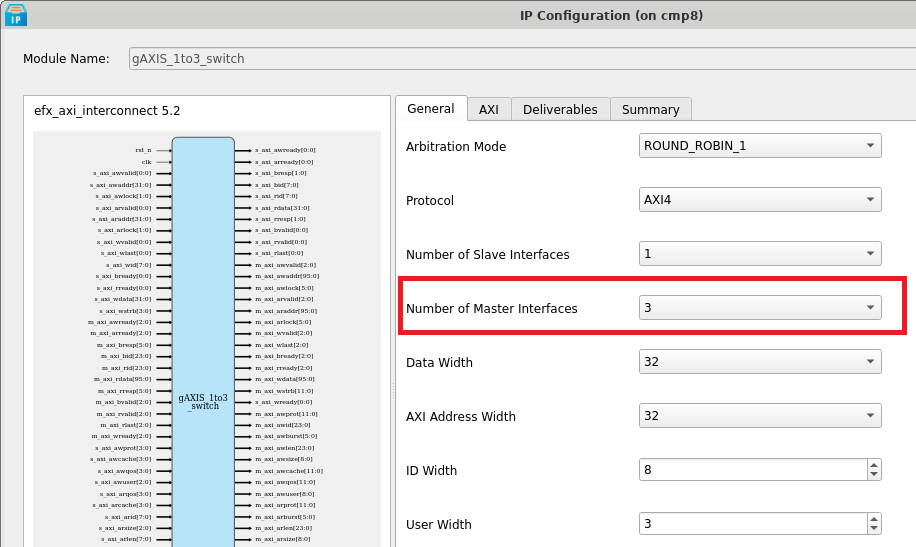 IP Configuration (on cmp8)
IP
Module Name: gAXIS_1to3_switch
efx_axi_interconnect 5.2
General AXI Deliverables Summary
rst_n
clk
s_axi_awvalid[0:0]
s_axi_awaddr[31:0]
s_axi_awlock[1:0]
s_axi_arvalid[0:0]
s_axi_araddr[31:0]
s_axi_arlock[1:0]
s_axi_wvalid[0:0]
s_axi_wlast[0:0]
s_axi_wid[7:0]
s_axi_bready[0:0]
s_axi_rready[0:0]
s_axi_wdata[31:0]
s_axi_wstrb[3:0]
m_axi_awready[2:0]
m_axi_arready[2:0]
m_axi_bresp[5:0]
m_axi_bid[23:0]
m_axi_rid[23:0]
m_axi_rdata[95:0]
m_axi_rresp[5:0]
m_axi_bvalid[2:0]
m_axi_rvalid[2:0]
m_axi_rlast[2:0]
m_axi_wready[2:0]
s_axi_awprot[3:0]
s_axi_awcache[3:0]
s_axi_awqos[3:0]
s_axi_awuser[2:0]
s_axi_arqos[3:0]
s_axi_arcache[3:0]
s_axi_arid[7:0]
s_axi_arsize[2:0]
s_axi_arlen[7:0]
gAXIS_1to3
_switch
s_axi_awready[0:0]
s_axi_arready[0:0]
s_axi_bresp[1:0]
s_axi_bid[7:0]
s_axi_rid[7:0]
s_axi_rdata[31:0]
s_axi_rresp[1:0]
s_axi_bvalid[0:0]
s_axi_rvalid[0:0]
s_axi_rlast[0:0]
m_axi_awvalid[2:0]
m_axi_awaddr[95:0]
m_axi_awlock[5:0]
m_axi_arvalid[2:0]
m_axi_araddr[95:0]
m_axi_arlock[5:0]
m_axi_wvalid[2:0]
m_axi_wlast[2:0]
m_axi_bready[2:0]
m_axi_rready[2:0]
m_axi_wdata[95:0]
m_axi_wstrb[11:0]
s_axi_wready[0:0]
m_axi_awprot[11:0]
m_axi_awid[23:0]
m_axi_awburst[5:0]
m_axi_awlen[23:0]
m_axi_awsize[8:0]
m_axi_awcache[11:0]
m_axi_awqos[11:0]
m_axi_awuser[8:0]
m_axi_arprot[11:0]
m_axi_arburst[5:0]
m_axi_arlen[23:0]
m_axi_arsize[8:0]
Arbitration Mode ROUND_ROBIN_1
Protocol AXI4
Number of Slave Interfaces 1
Number of Master Interfaces 3
Data Width 32
AXI Address Width 32
ID Width 8
User Width 3